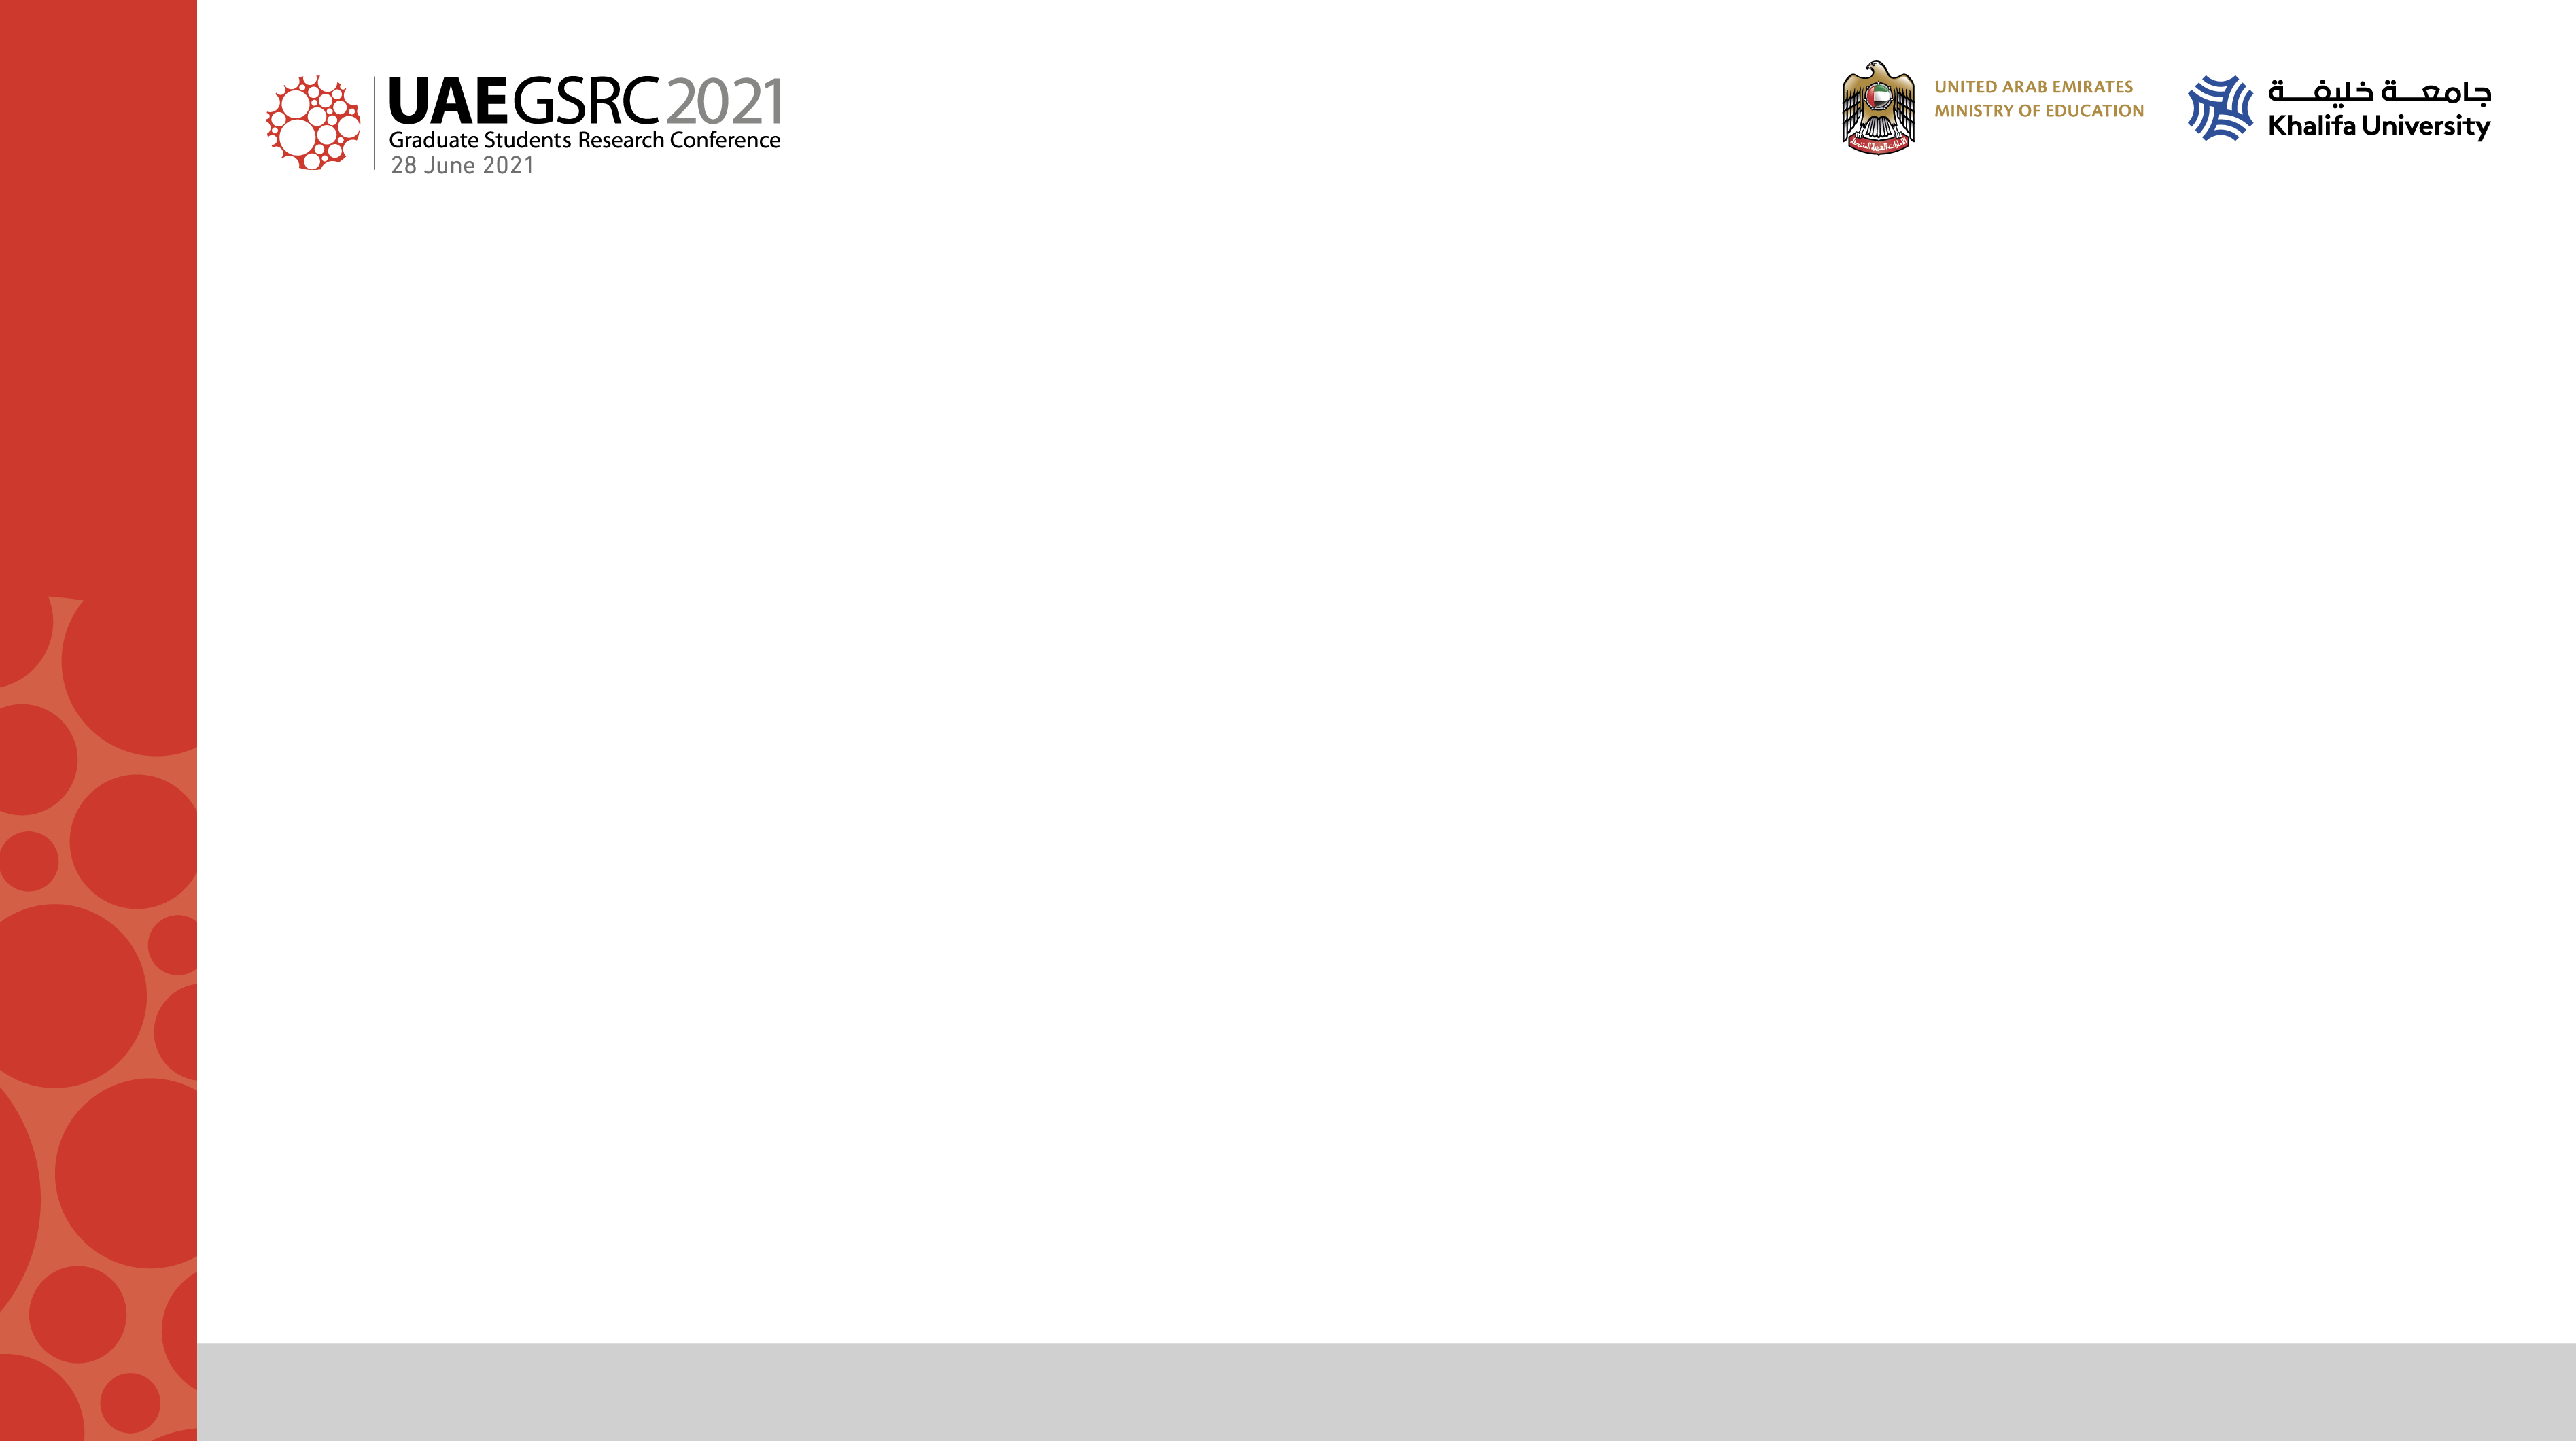 UAEGSRC2021
Graduate Students Research Conference
28 June 2021
UNITED ARAB EMIRATES
MINISTRY OF EDUCATION
جامعة خليفة
Khalifa University